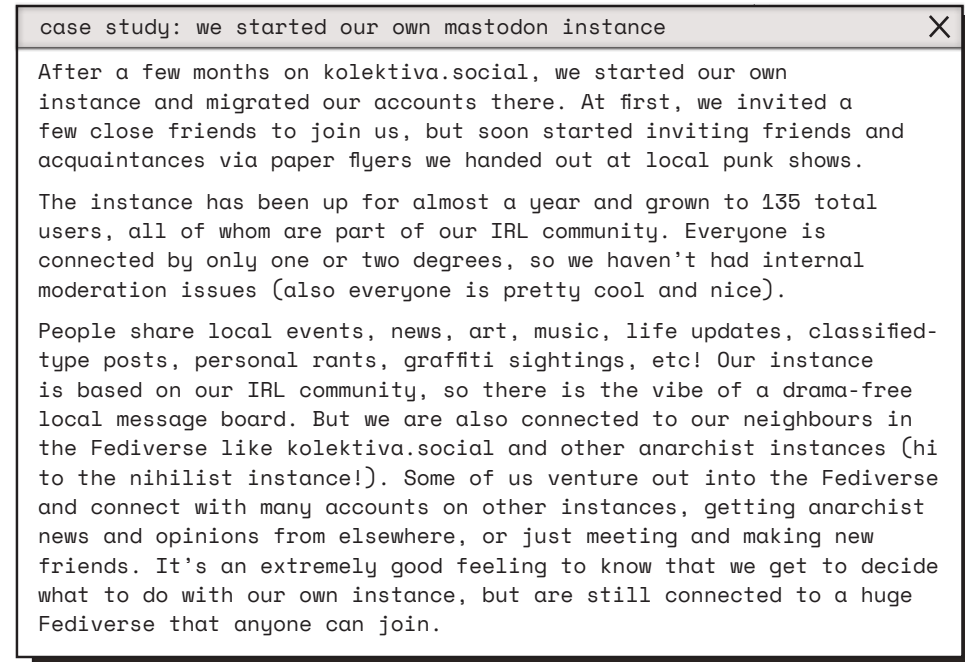 case study: we started our own mastodon instance
After a few months on kolektiva.social, we started our own
instance and migrated our accounts there. At first, we invited a
few close friends to join us, but soon started inviting friends and
acquaintances via paper flyers we handed out at local punk shows.
The instance has been up for almost a year and grown to 135 total
users, all of whom are part of our IRL community. Everyone is
connected by only one or two degrees, so we haven't had internal
moderation issues (also everyone is pretty cool and nice).
People share local events, news, art, music, life updates, classified-
type posts, personal rants, graffiti sightings, etc! Our instance
is based on our IRL community, so there is the vibe of a drama-free
local message board. But we are also connected to our neighbours in
the Fediverse like kolektiva.social and other anarchist instances (hi
to the nihilist instance!). Some of us venture out into the Fediverse
and connect with many accounts on other instances, getting anarchist
news and opinions from elsewhere, or just meeting and making new
friends. It's an extremely good feeling to know that we get to decide
what to do with our own instance, but are still connected to a huge
Fediverse that anyone can join.